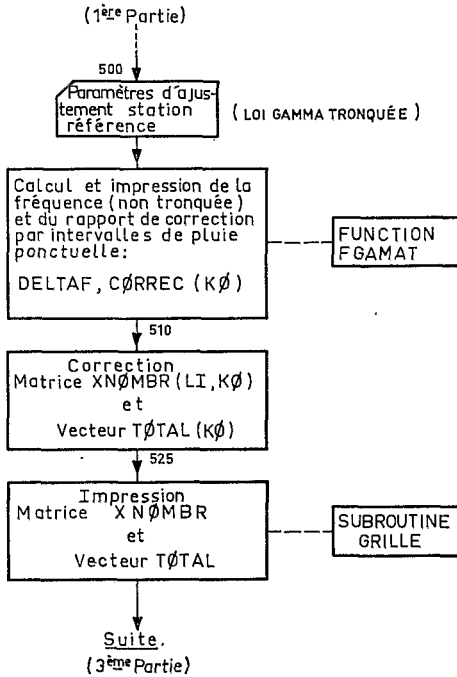 (1ère Partie)
500
Paramètres d'ajus-
tement station
référence
(LOI GAMMA TRONQUÉE)
Calcul et impression de la
fréquence (non tronquée)
et du rapport de correction
par intervalles de pluie
ponctuelle:
DELTAF, CØRREC (KØ)
FUNCTION
FGAMAT
510
Correction
Matrice XNØMBR (LI, KØ)
et
Vecteur TØTAL (KØ)
525
Impression
Matrice XNØMBR
et
Vecteur TØTAL
SUBROUTINE
GRILLE
Suite.
(3ème Partie)